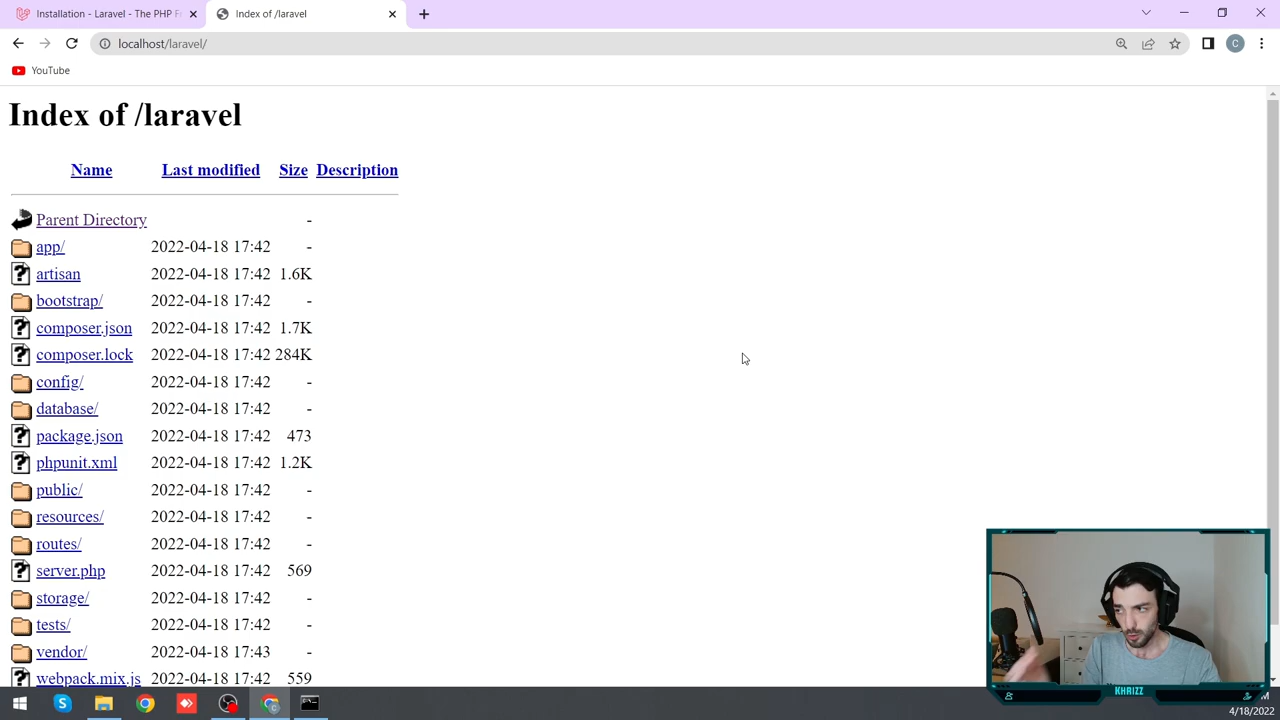 Installation - Laravel - The PHP F
Index of /laravel
localhost/laravel/
YouTube
Index of /laravel
Name Last modified Size Description
Parent Directory -
app/ 2022-04-18 17:42 -
artisan 2022-04-18 17:42 1.6K
bootstrap/ 2022-04-18 17:42 -
composer.json 2022-04-18 17:42 1.7K
composer.lock 2022-04-18 17:42 284K
config/ 2022-04-18 17:42 -
database/ 2022-04-18 17:42 -
package.json 2022-04-18 17:42 473
phpunit.xml 2022-04-18 17:42 1.2K
public/ 2022-04-18 17:42 -
resources/ 2022-04-18 17:42 -
routes/ 2022-04-18 17:42 -
server.php 2022-04-18 17:42 569
storage/ 2022-04-18 17:42 -
tests/ 2022-04-18 17:42 -
vendor/ 2022-04-18 17:43 -
webpack.mix.js 2022-04-18 17:42 559
KHRIZZ
M
4/18/2022